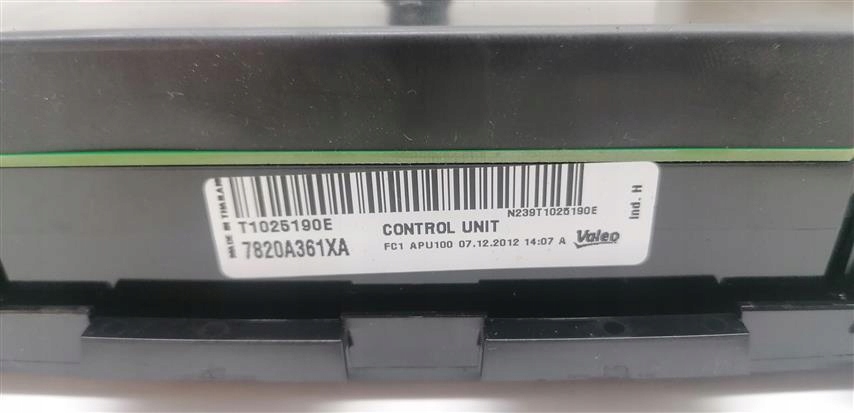 MADE IN THAILAND
T1025190E
7820A361XA
N239T1025190E
CONTROL UNIT
FC1 APU100 07.12.2012 14:07 A
Valeo
Ind. H